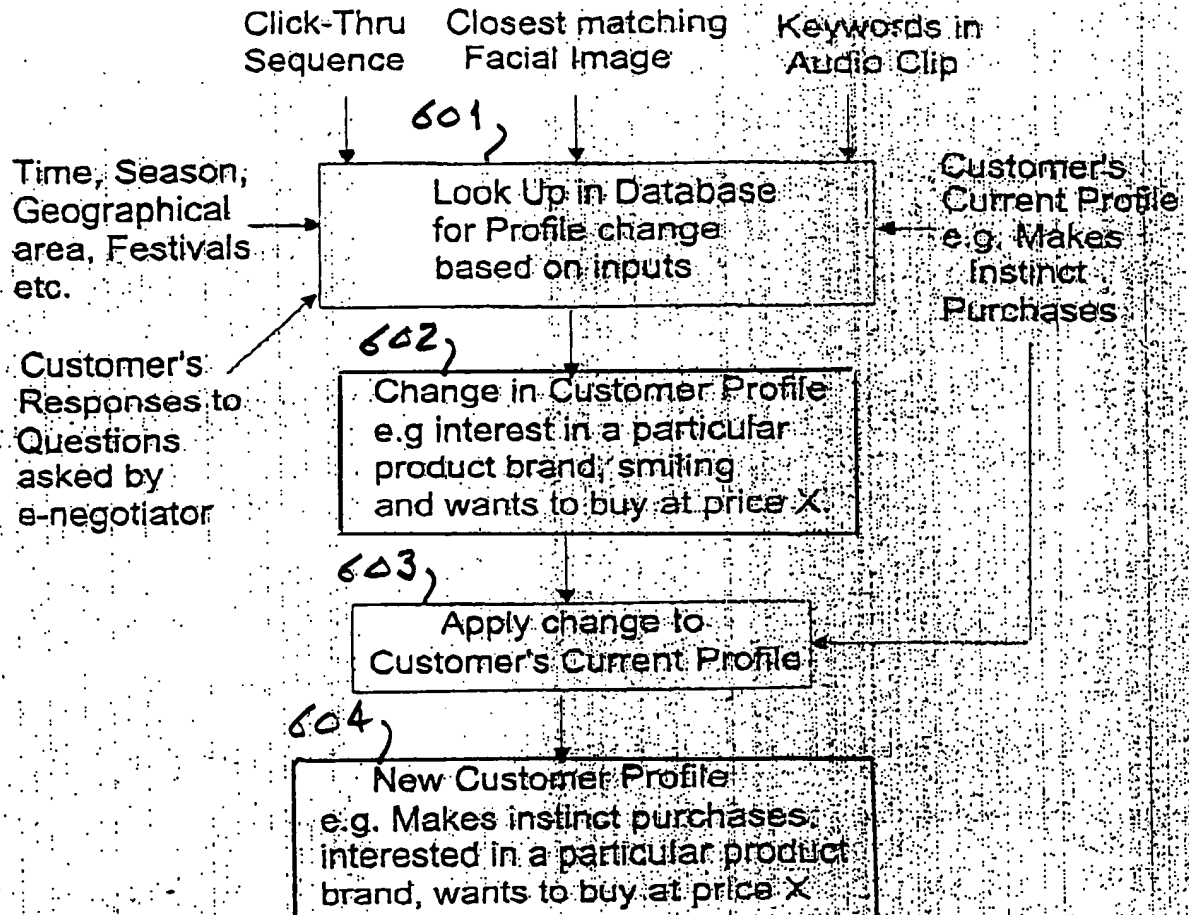 Click-Thru
Sequence
Closest matching
Facial Image
Keywords in
Audio Clip
601
Time, Season,
Geographical
area, Festivals
etc.
Look Up in Database
for Profile change
based on inputs
Customer's
Current Profile
e.g. Makes
Instinct
Purchases
Customer's
Responses to
Questions
asked by
e-negotiator
602
Change in Customer Profile
e.g interest in a particular
product brand, smiling
and wants to buy at price X.
603
Apply change to
Customer's Current Profile
604
New Customer Profile
e.g. Makes instinct purchases,
interested in a particular product
brand, wants to buy at price X